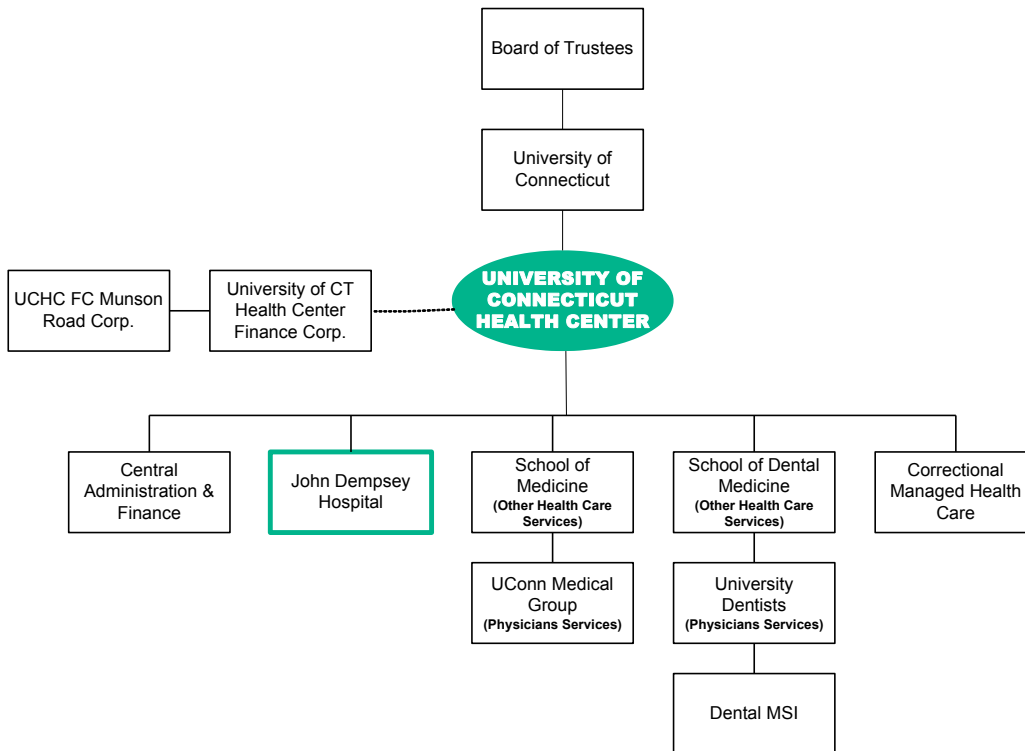 Board of Trustees
University of
Connecticut
UNIVERSITY OF
CONNECTICUT
HEALTH CENTER
UCHC FC Munson
Road Corp.
University of CT
Health Center
Finance Corp.
Central
Administration &
Finance
John Dempsey
Hospital
School of
Medicine
(Other Health Care
Services)
School of Dental
Medicine
(Other Health Care
Services)
Correctional
Managed Health
Care
UConn Medical
Group
(Physicians Services)
University
Dentists
(Physicians Services)
Dental MSI